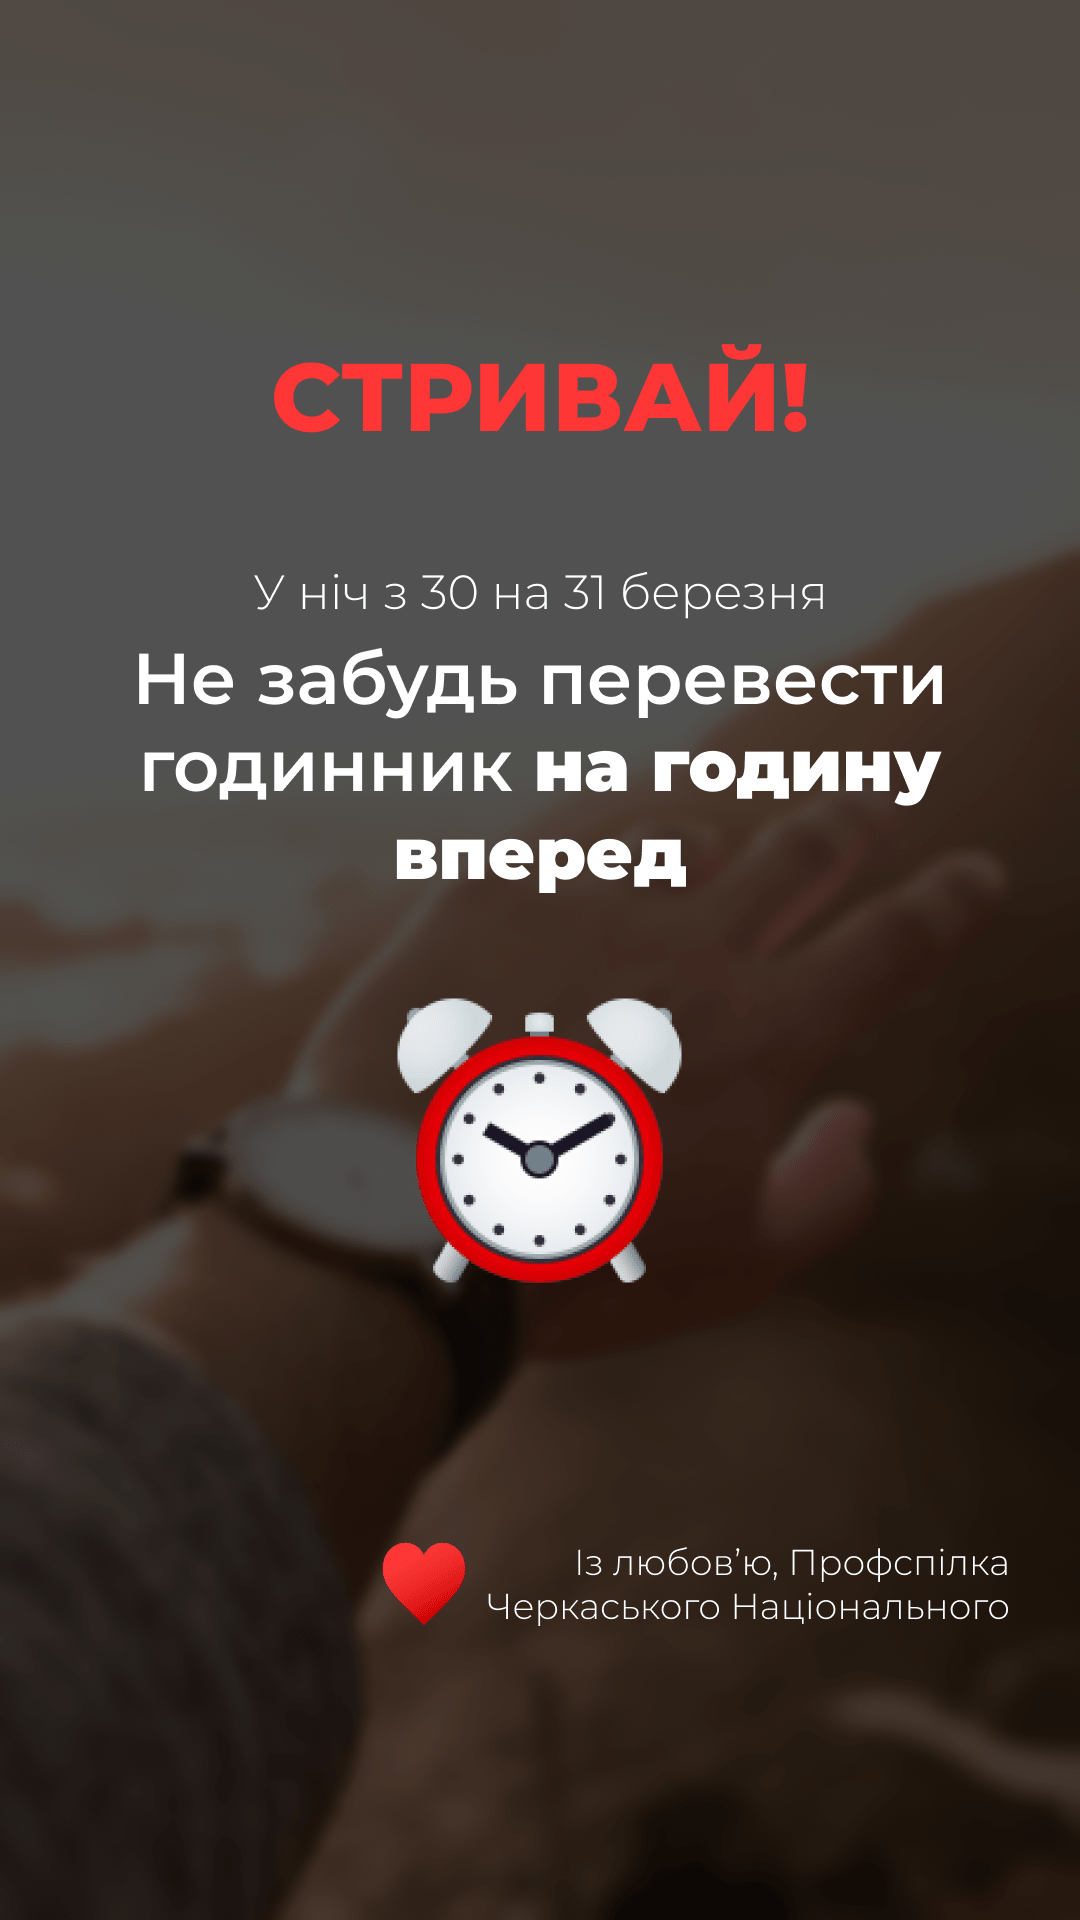 СТРИВАЙ!
У ніч з 30 на 31 березня
Не забудь перевести
годинник на годину
вперед
Із любов’ю, Профспілка
Черкаського Національного